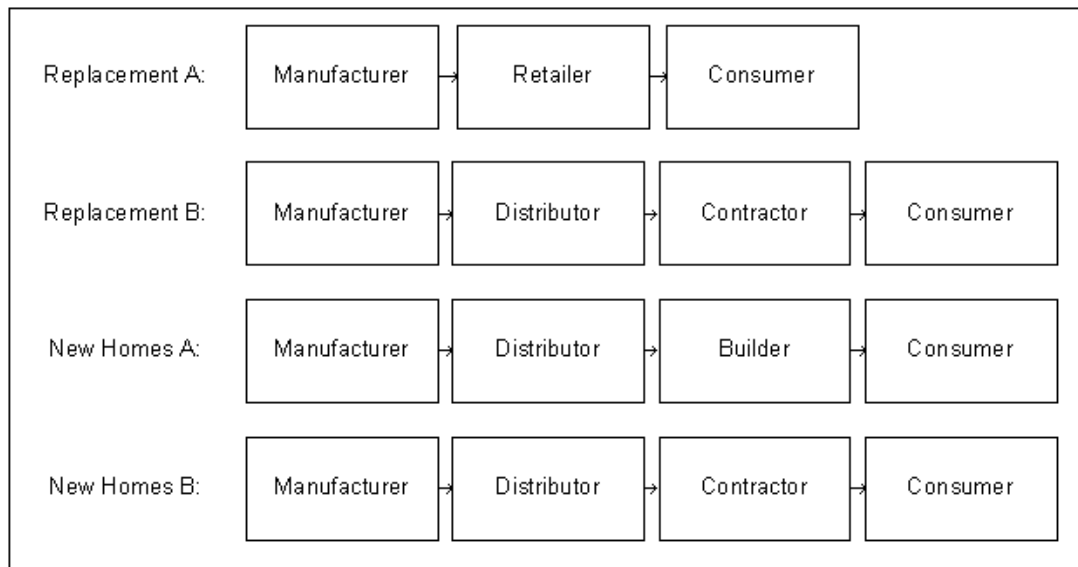 Replacement A: Manufacturer Retailer Consumer
Replacement B: Manufacturer Distributor Contractor Consumer
New Homes A: Manufacturer Distributor Builder Consumer
New Homes B: Manufacturer Distributor Contractor Consumer